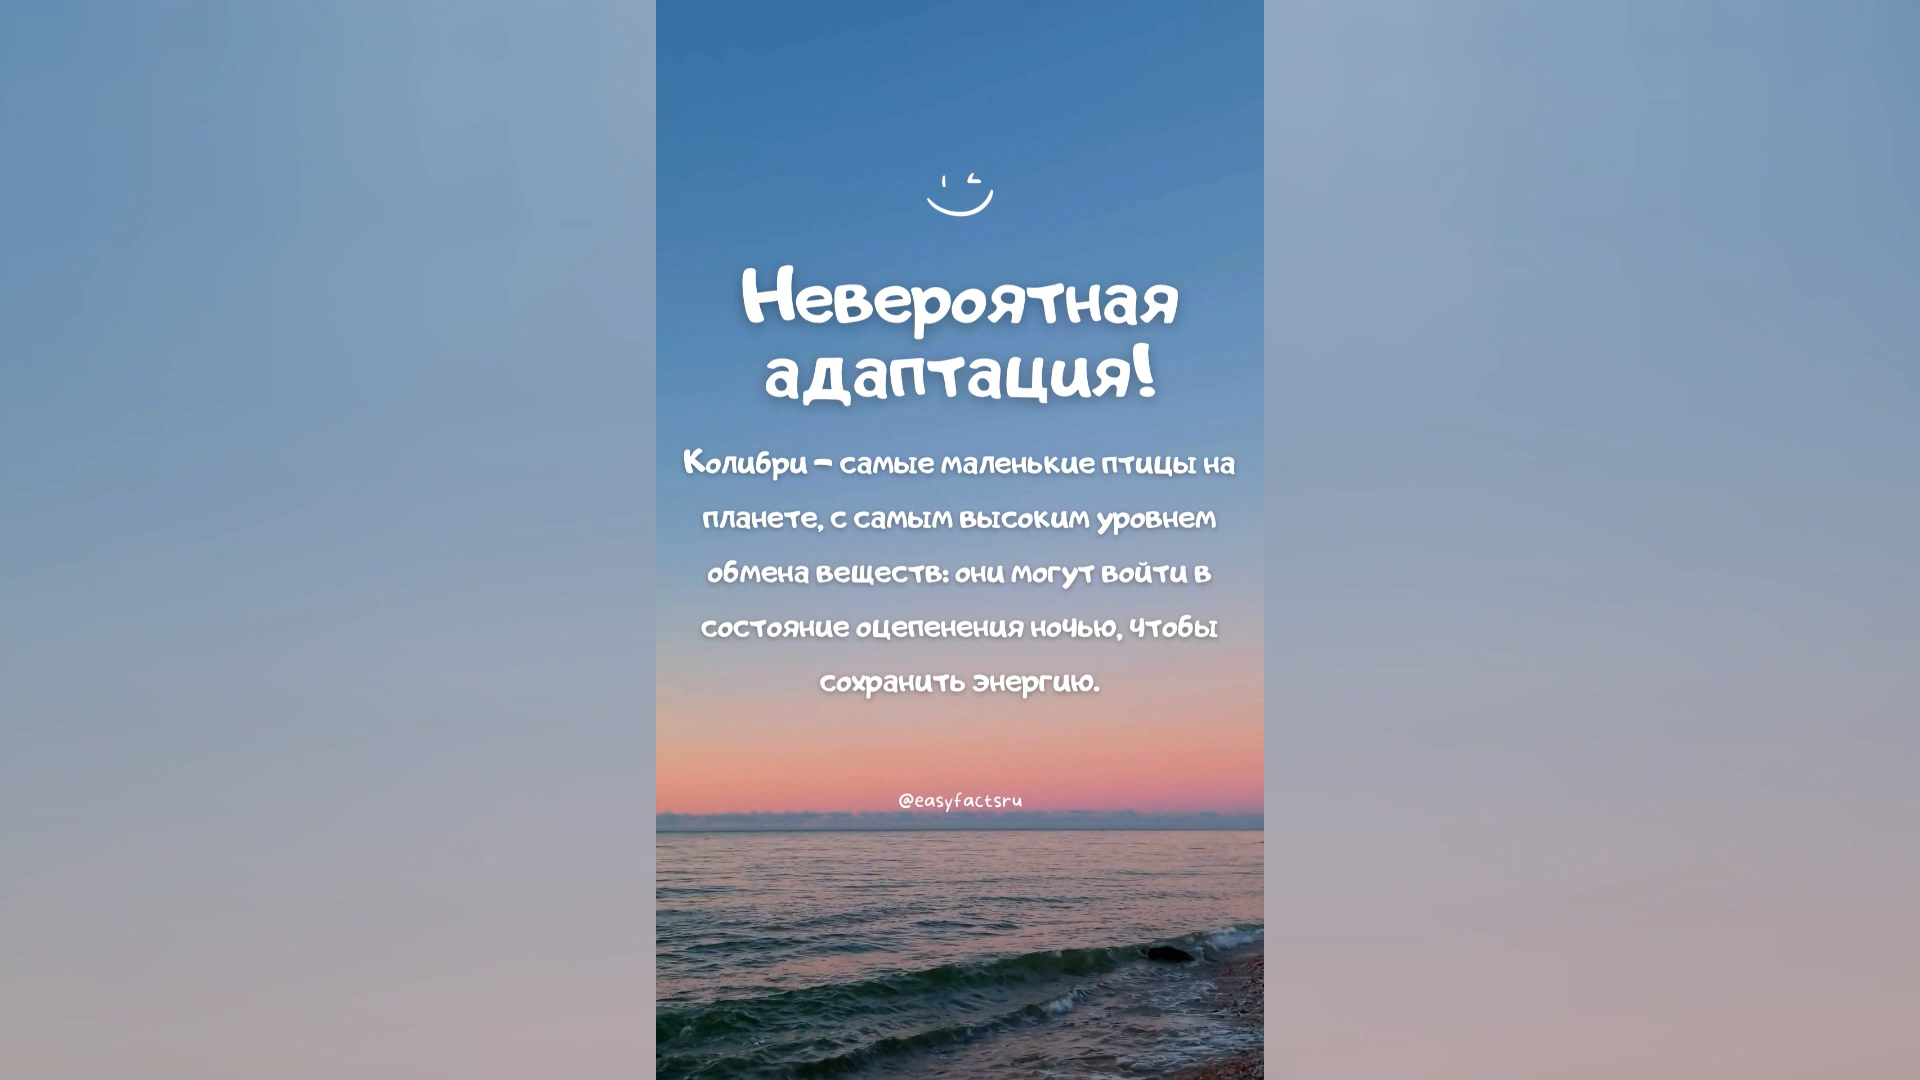 Невероятная
адаптация!
Колибри – самые маленькие птицы на
планете, с самым высоким уровнем
обмена веществ: они могут войти в
состояние оцепенения ночью, чтобы
сохранить энергию.
@easyfactsru